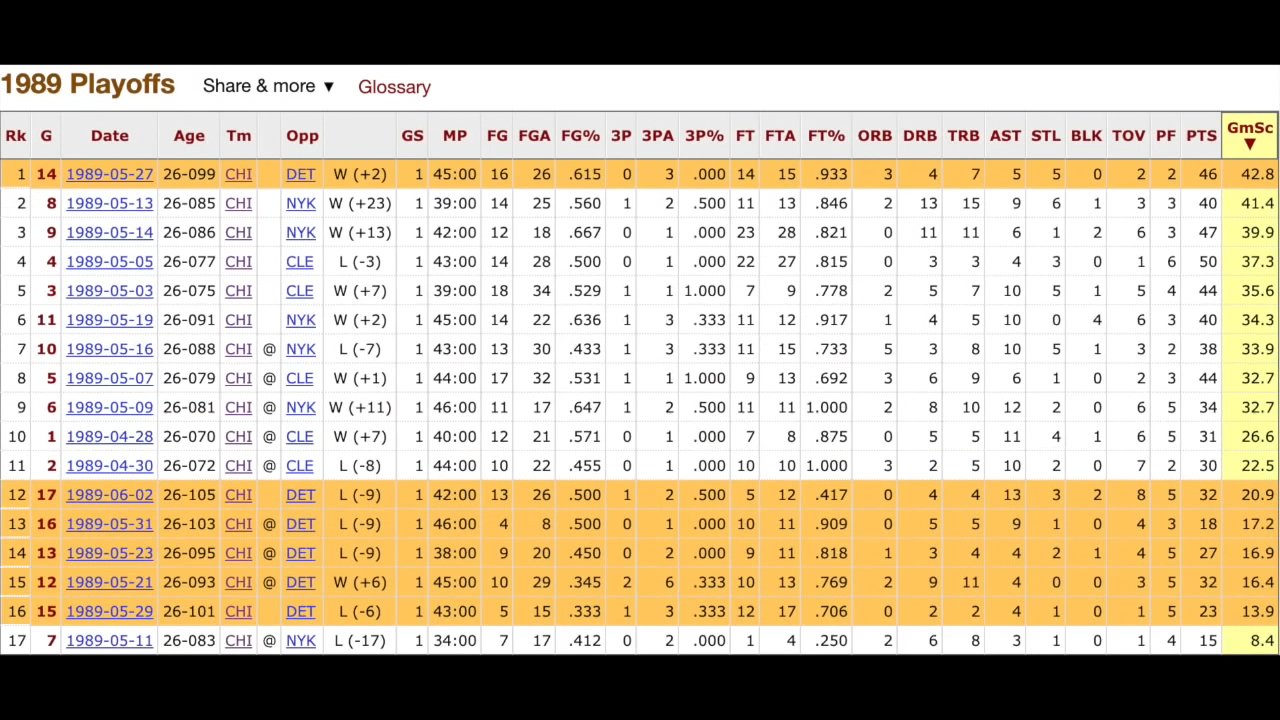 1989 Playoffs Share & more ▼ Glossary
Rk G Date Age Tm Opp GS MP FG FGA FG% 3P 3PA 3P% FT FTA FT% ORB DRB TRB AST STL BLK TOV PF PTS GmSc ▼
1 14 1989-05-27 26-099 CHI DET W (+2) 1 45:00 16 26 .615 0 3 .000 14 15 .933 3 4 7 5 5 0 2 2 46 42.8
2 8 1989-05-13 26-085 CHI NYK W (+23) 1 39:00 14 25 .560 1 2 .500 11 13 .846 2 13 15 9 6 1 3 3 40 41.4
3 9 1989-05-14 26-086 CHI NYK W (+13) 1 42:00 12 18 .667 0 1 .000 23 28 .821 0 11 11 6 1 2 6 3 47 39.9
4 4 1989-05-05 26-077 CHI CLE L (-3) 1 43:00 14 28 .500 0 1 .000 22 27 .815 0 3 3 4 3 0 1 6 50 37.3
5 3 1989-05-03 26-075 CHI CLE W (+7) 1 39:00 18 34 .529 1 1 1.000 7 9 .778 2 5 7 10 5 1 5 4 44 35.6
6 11 1989-05-19 26-091 CHI NYK W (+2) 1 45:00 14 22 .636 1 3 .333 11 12 .917 1 4 5 10 0 4 6 3 40 34.3
7 10 1989-05-16 26-088 CHI @ NYK L (-7) 1 43:00 13 30 .433 1 3 .333 11 15 .733 5 3 8 10 5 1 3 2 38 33.9
8 5 1989-05-07 26-079 CHI @ CLE W (+1) 1 44:00 17 32 .531 1 1 1.000 9 13 .692 3 6 9 6 1 0 2 3 44 32.7
9 6 1989-05-09 26-081 CHI @ NYK W (+11) 1 46:00 11 17 .647 1 2 .500 11 11 1.000 2 8 10 12 2 0 6 5 34 32.7
10 1 1989-04-28 26-070 CHI @ CLE W (+7) 1 40:00 12 21 .571 0 1 .000 7 8 .875 0 5 5 11 4 1 6 5 31 26.6
11 2 1989-04-30 26-072 CHI @ CLE L (-8) 1 44:00 10 22 .455 0 1 .000 10 10 1.000 3 2 5 10 2 0 7 2 30 22.5
12 17 1989-06-02 26-105 CHI DET L (-9) 1 42:00 13 26 .500 1 2 .500 5 12 .417 0 4 4 13 3 2 8 5 32 20.9
13 16 1989-05-31 26-103 CHI @ DET L (-9) 1 46:00 4 8 .500 0 1 .000 10 11 .909 0 5 5 9 1 0 4 3 18 17.2
14 13 1989-05-23 26-095 CHI @ DET L (-9) 1 38:00 9 20 .450 0 2 .000 9 11 .818 1 3 4 4 2 1 4 5 27 16.9
15 12 1989-05-21 26-093 CHI @ DET W (+6) 1 45:00 10 29 .345 2 6 .333 10 13 .769 2 9 11 4 0 0 3 5 32 16.4
16 15 1989-05-29 26-101 CHI DET L (-6) 1 43:00 5 15 .333 1 3 .333 12 17 .706 0 2 2 4 1 0 1 5 23 13.9
17 7 1989-05-11 26-083 CHI @ NYK L (-17) 1 34:00 7 17 .412 0 2 .000 1 4 .250 2 6 8 3 1 0 1 4 15 8.4